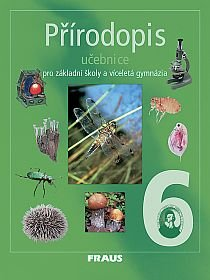 Přírodopis
učebnice
pro základní školy a víceletá gymnázia
6
FRAUS